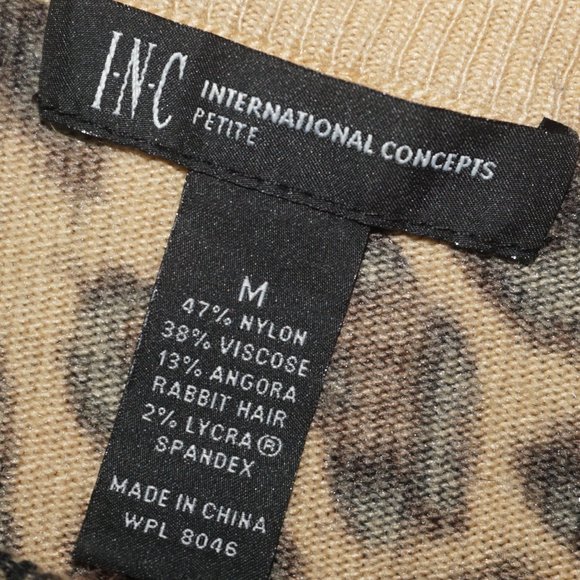 I·N·C INTERNATIONAL CONCEPTS
PETITE
M
47% NYLON
38% VISCOSE
13% ANGORA
RABBIT HAIR
2% LYCRA®
SPANDEX
MADE IN CHINA
WPL 8046